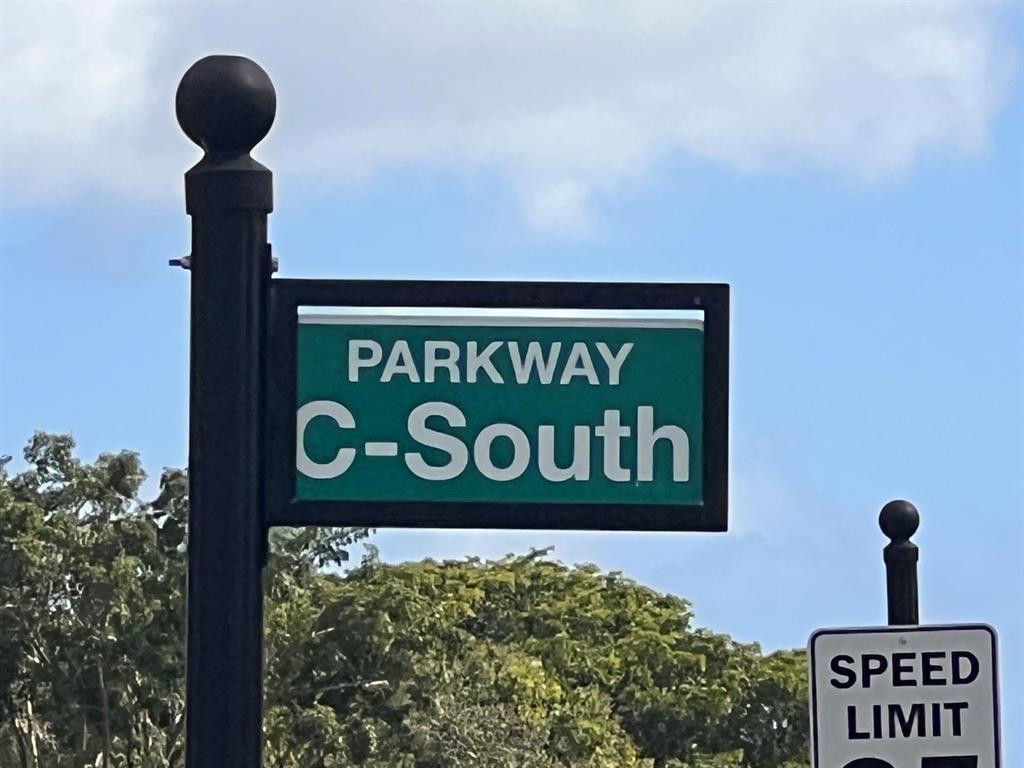 PARKWAY
C-South
SPEED
LIMIT